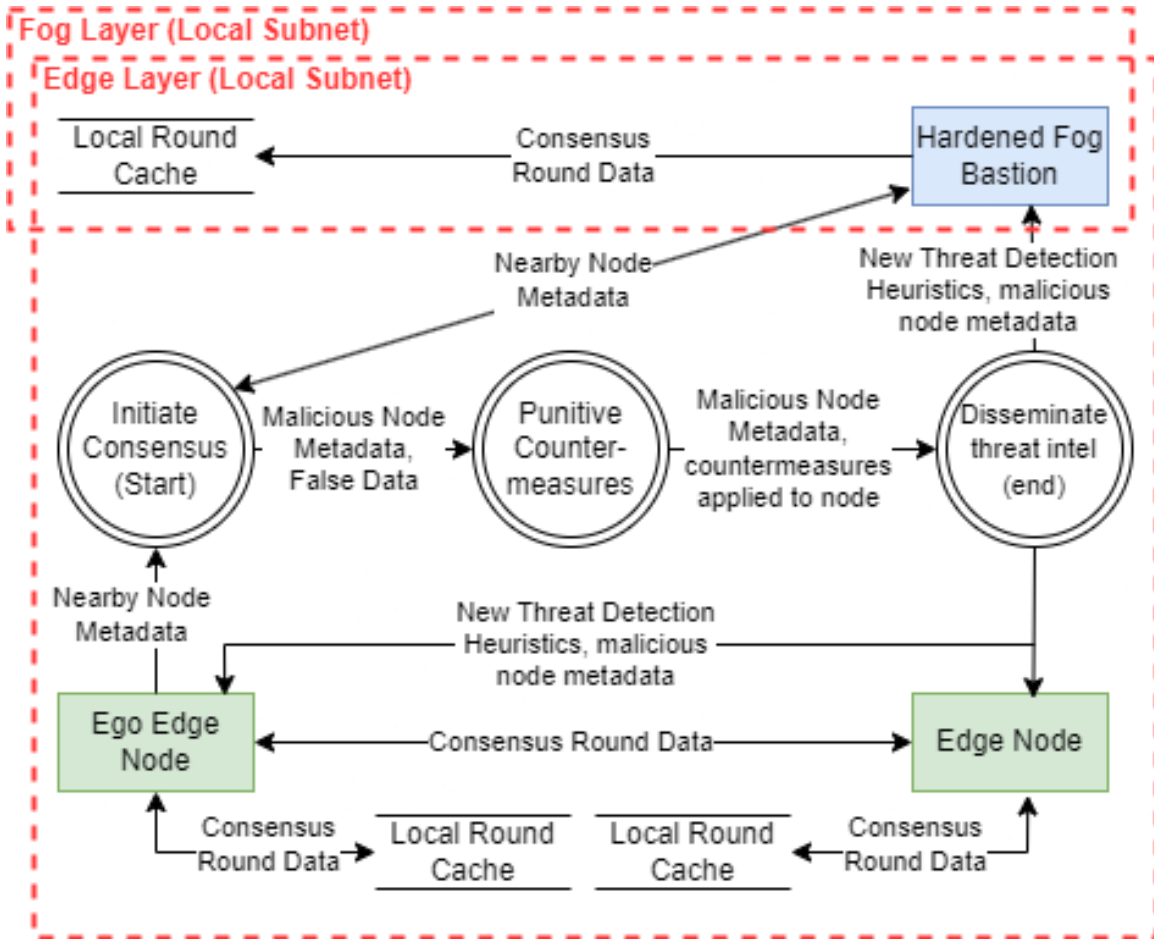 Fog Layer (Local Subnet)
Edge Layer (Local Subnet)
Local Round
Cache
Consensus
Round Data
Hardened Fog
Bastion
Nearby Node
Metadata
New Threat Detection
Heuristics, malicious
node metadata
Initiate
Consensus
(Start)
Malicious Node
Metadata,
False Data
Punitive
Counter-
measures
Malicious Node
Metadata,
countermeasures
applied to node
Disseminate
threat intel
(end)
Nearby Node
Metadata
New Threat Detection
Heuristics, malicious
node metadata
Ego Edge
Node
Consensus Round Data
Edge Node
Consensus
Round Data
Local Round
Cache
Local Round
Cache
Consensus
Round Data